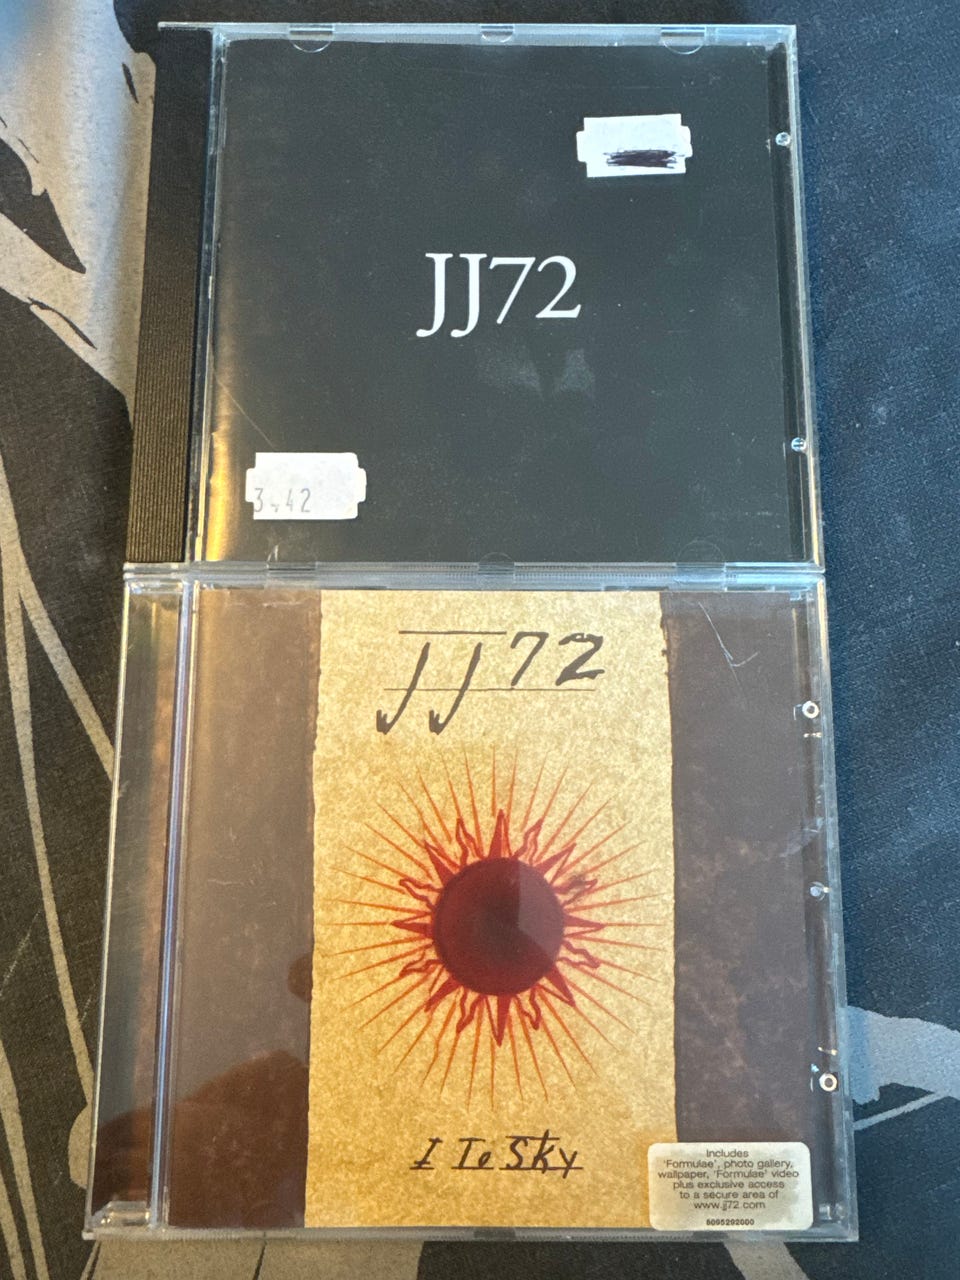 JJ72
3.42
JJ72
I To Sky
Includes
'Formulae', photo gallery,
wallpaper, 'Formulae' video
plus exclusive access
to a secure area of
www.jj72.com
5095292000